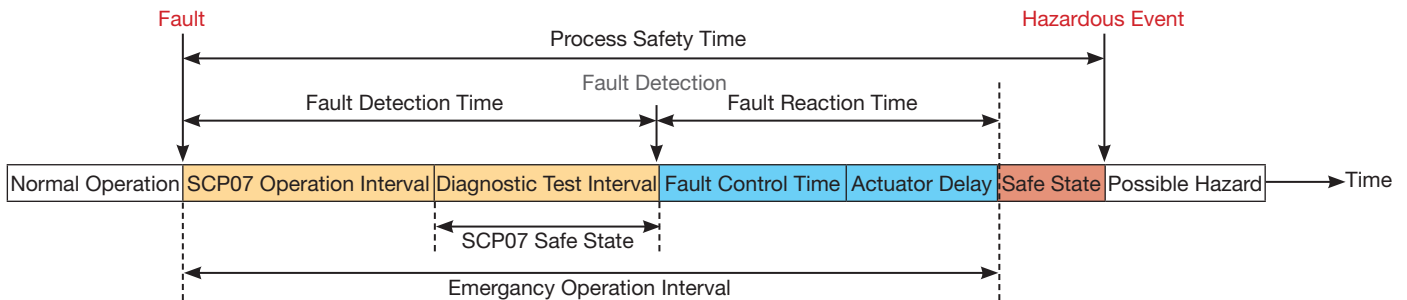 Fault
Hazardous Event
Process Safety Time
Fault Detection
Fault Detection Time
Fault Reaction Time
Normal Operation
SCP07 Operation Interval
Diagnostic Test Interval
Fault Control Time
Actuator Delay
Safe State
Possible Hazard
Time
SCP07 Safe State
Emergancy Operation Interval